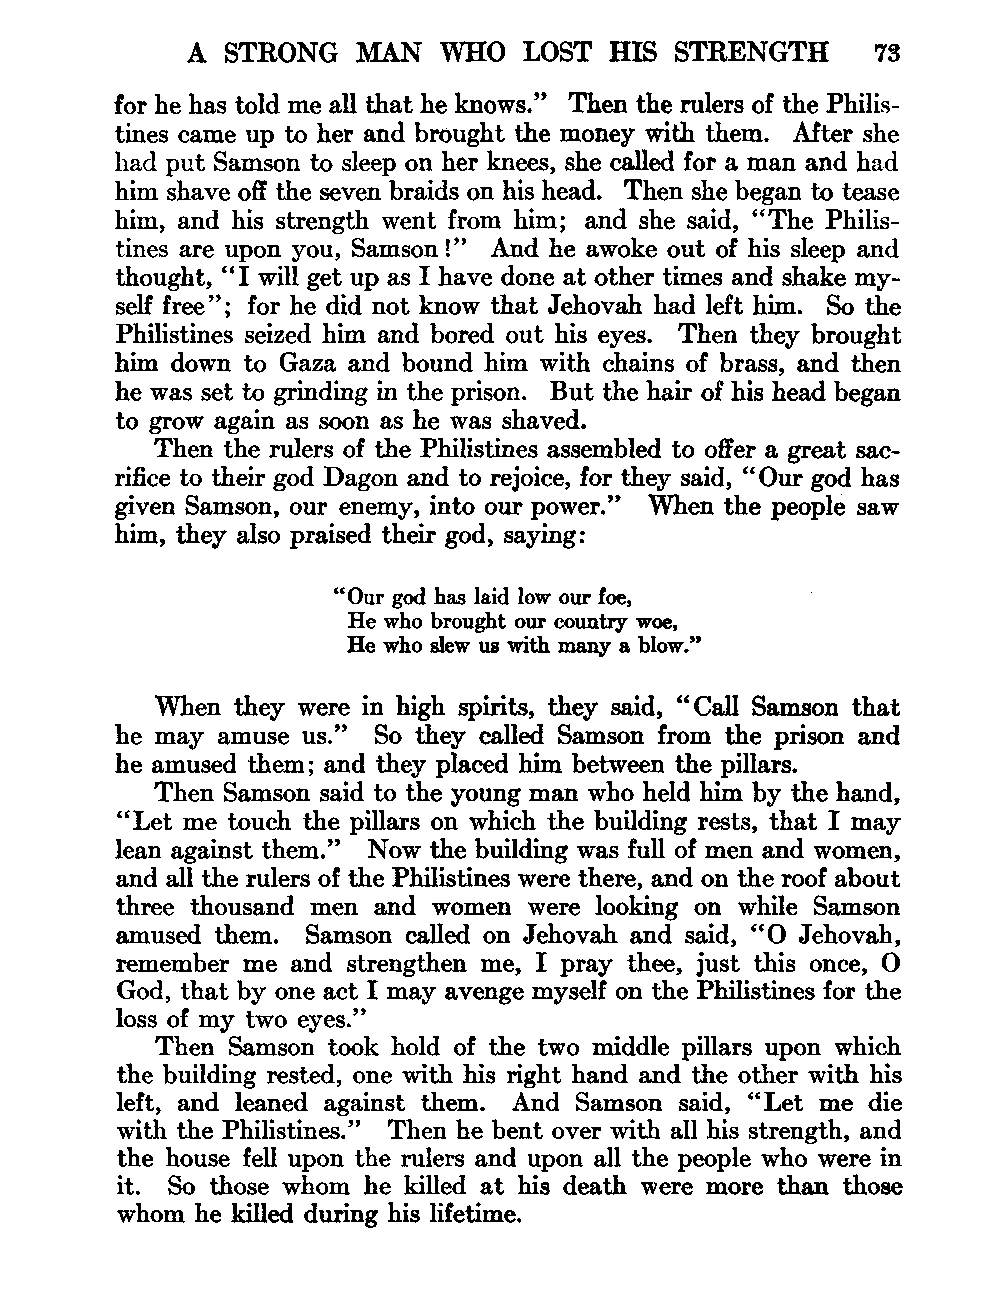 A STRONG MAN WHO LOST HIS STRENGTH 73
for he has told me all that he knows.” Then the rulers of the Philis-
tines came up to her and brought the money with them. After she
had put Samson to sleep on her knees, she called for a man and had
him shave off the seven braids on his head. Then she began to tease
him, and his strength went from him; and she said, “The Philis-
tines are upon you, Samson!” And he awoke out of his sleep and
thought, “I will get up as I have done at other times and shake my-
self free”; for he did not know that Jehovah had left him. So the
Philistines seized him and bored out his eyes. Then they brought
him down to Gaza and bound him with chains of brass, and then
he was set to grinding in the prison. But the hair of his head began
to grow again as soon as he was shaved.
Then the rulers of the Philistines assembled to offer a great sac-
rifice to their god Dagon and to rejoice, for they said, “Our god has
given Samson, our enemy, into our power.” When the people saw
him, they also praised their god, saying:
“Our god has laid low our foe,
He who brought our country woe,
He who slew us with many a blow.”
When they were in high spirits, they said, “Call Samson that
he may amuse us.” So they called Samson from the prison and
he amused them; and they placed him between the pillars.
Then Samson said to the young man who held him by the hand,
“Let me touch the pillars on which the building rests, that I may
lean against them.” Now the building was full of men and women,
and all the rulers of the Philistines were there, and on the roof about
three thousand men and women were looking on while Samson
amused them. Samson called on Jehovah and said, “O Jehovah,
remember me and strengthen me, I pray thee, just this once, O
God, that by one act I may avenge myself on the Philistines for the
loss of my two eyes.”
Then Samson took hold of the two middle pillars upon which
the building rested, one with his right hand and the other with his
left, and leaned against them. And Samson said, “Let me die
with the Philistines.” Then he bent over with all his strength, and
the house fell upon the rulers and upon all the people who were in
it. So those whom he killed at his death were more than those
whom he killed during his lifetime.